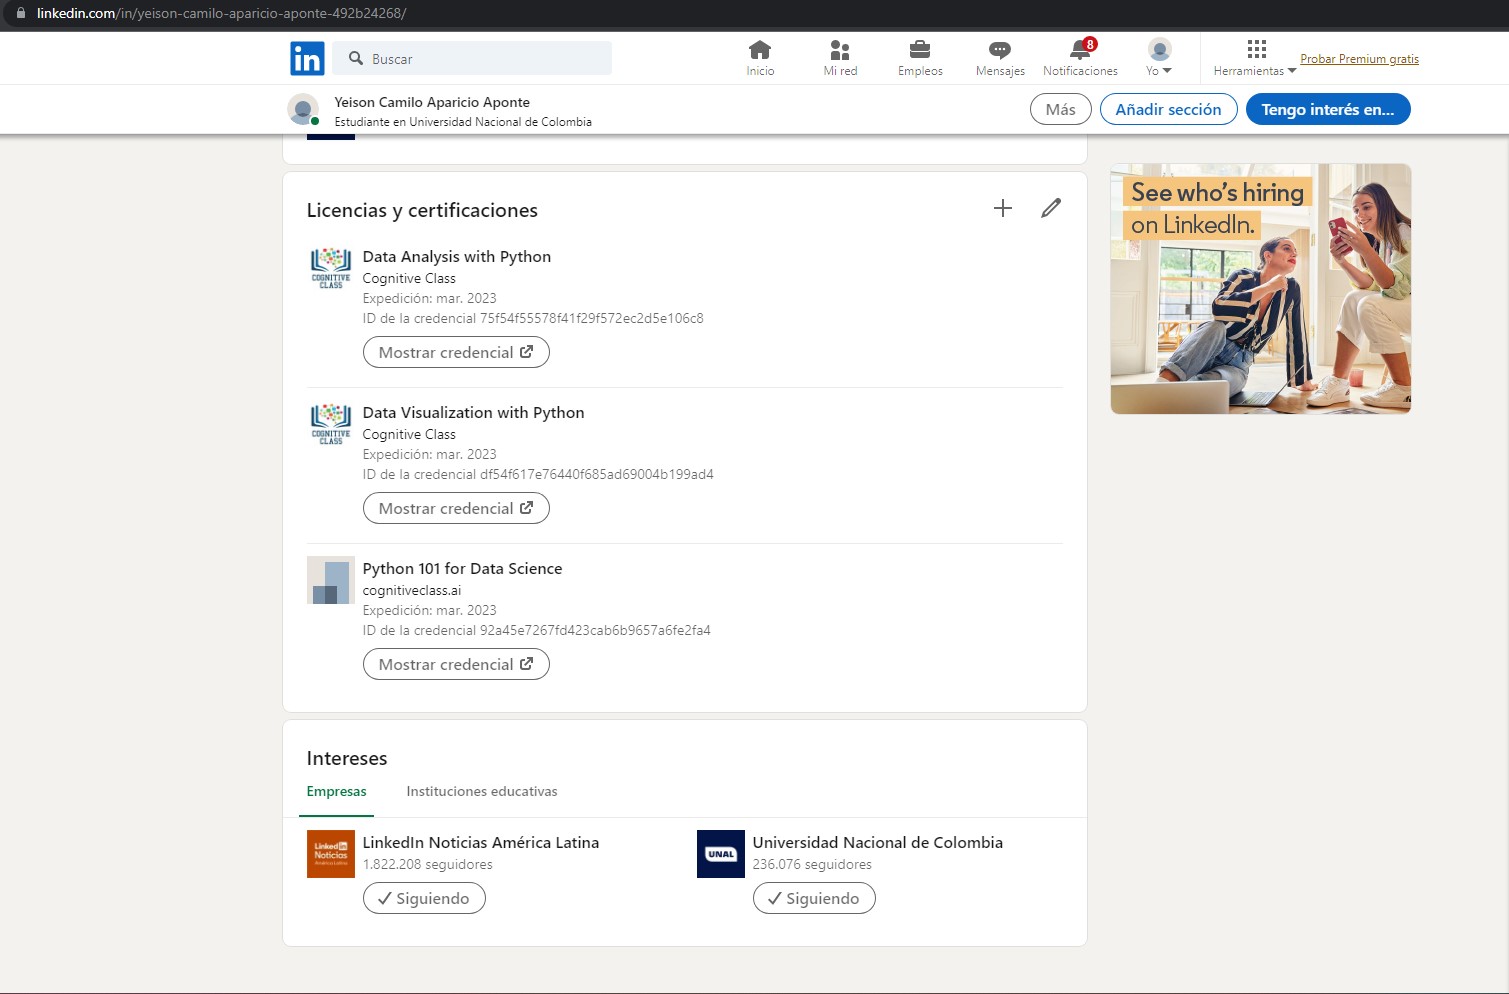 linkedin.com/in/yeison-camilo-aparicio-aponte-492b24268/
in
Buscar
Inicio
Mi red
Empleos
Mensajes
8
Notificaciones
Yo
Herramientas
Probar Premium gratis
Yeison Camilo Aparicio Aponte
Estudiante en Universidad Nacional de Colombia
Más
Añadir sección
Tengo interés en...
See who's hiring
on LinkedIn.
Licencias y certificaciones
COGNITIVE
CLASS
Data Analysis with Python
Cognitive Class
Expedición: mar. 2023
ID de la credencial 75f54f55578f41f29f572ec2d5e106c8
Mostrar credencial
COGNITIVE
CLASS
Data Visualization with Python
Cognitive Class
Expedición: mar. 2023
ID de la credencial df54f617e76440f685ad69004b199ad4
Mostrar credencial
Python 101 for Data Science
cognitiveclass.ai
Expedición: mar. 2023
ID de la credencial 92a45e7267fd423cab6b9657a6fe2fa4
Mostrar credencial
Intereses
Empresas
Instituciones educativas
Linked in
Noticias
América Latina
LinkedIn Noticias América Latina
1.822.208 seguidores
Siguiendo
UNAL
Universidad Nacional de Colombia
236.076 seguidores
Siguiendo